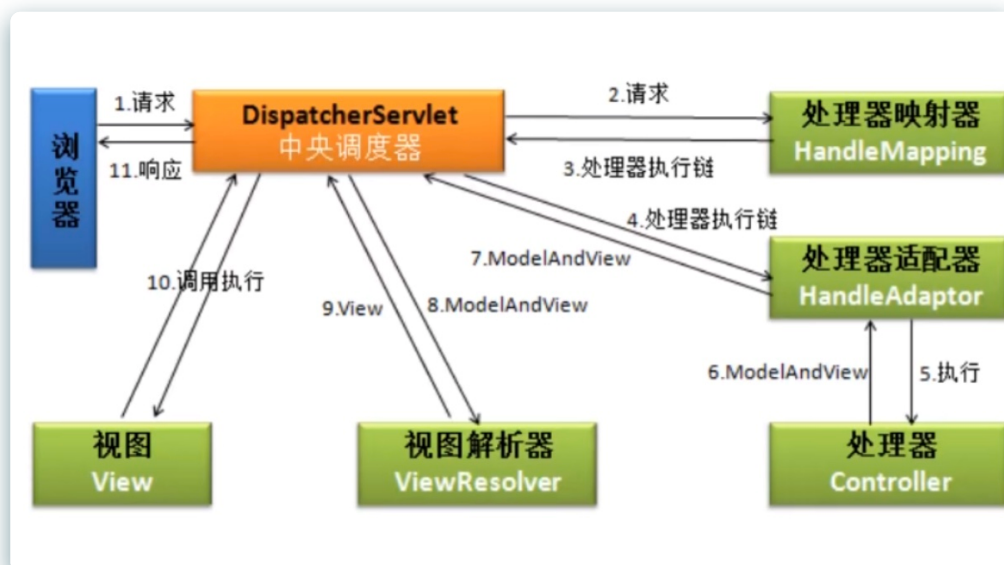 1.请求
2.请求
DispatcherServlet
中央调度器
处理器映射器
HandleMapping
浏览器
11.响应
3.处理器执行链
4.处理器执行链
7.ModelAndView
处理器适配器
HandleAdaptor
10.调用执行
9.View
8.ModelAndView
6.ModelAndView
5.执行
视图
View
视图解析器
ViewResolver
处理器
Controller